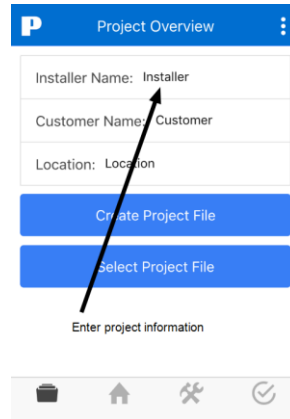 P Project Overview
Installer Name: Installer
Customer Name: Customer
Location: Location
Create Project File
Select Project File
Enter project information